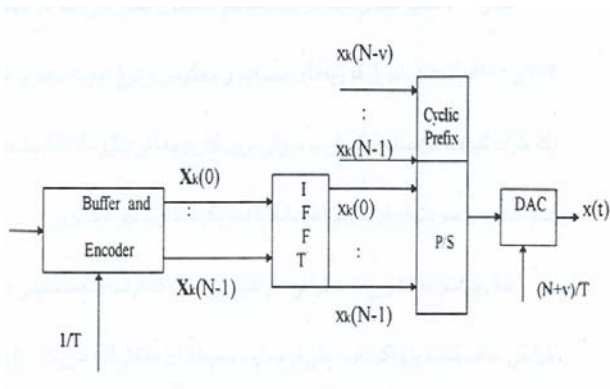 xk(N-v)
:
xk(N-1)
Cyclic
Prefix
P/S
Xk(0)
:
Xk(N-1)
I
F
F
T
xk(0)
:
xk(N-1)
Buffer and
Encoder
1/T
DAC
x(t)
(N+v)/T